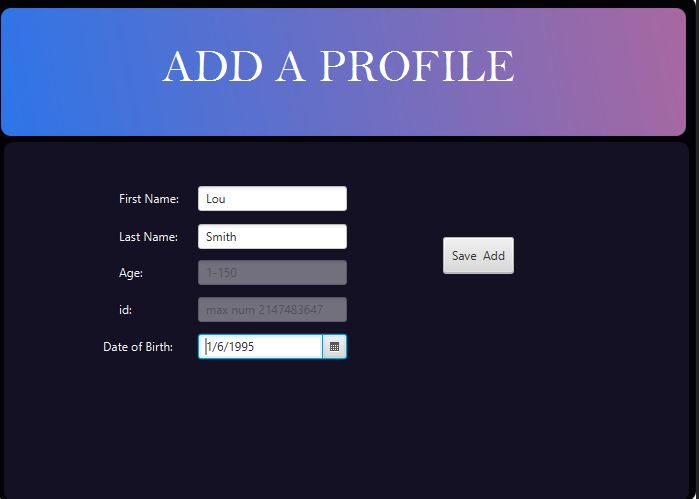 ADD A PROFILE
First Name: Lou
Last Name: Smith
Save Add
Age: 1-150
id: max num 2147483647
Date of Birth: 1/6/1995